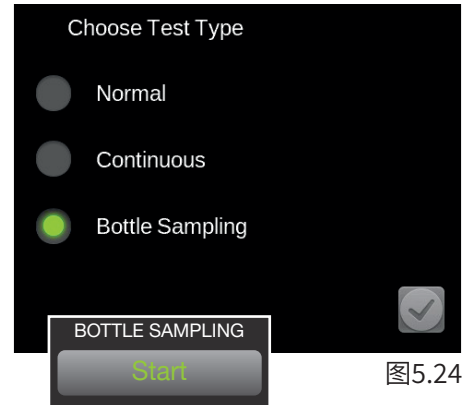 Choose Test Type
Normal
Continuous
Bottle Sampling
BOTTLE SAMPLING
Start
图5.24